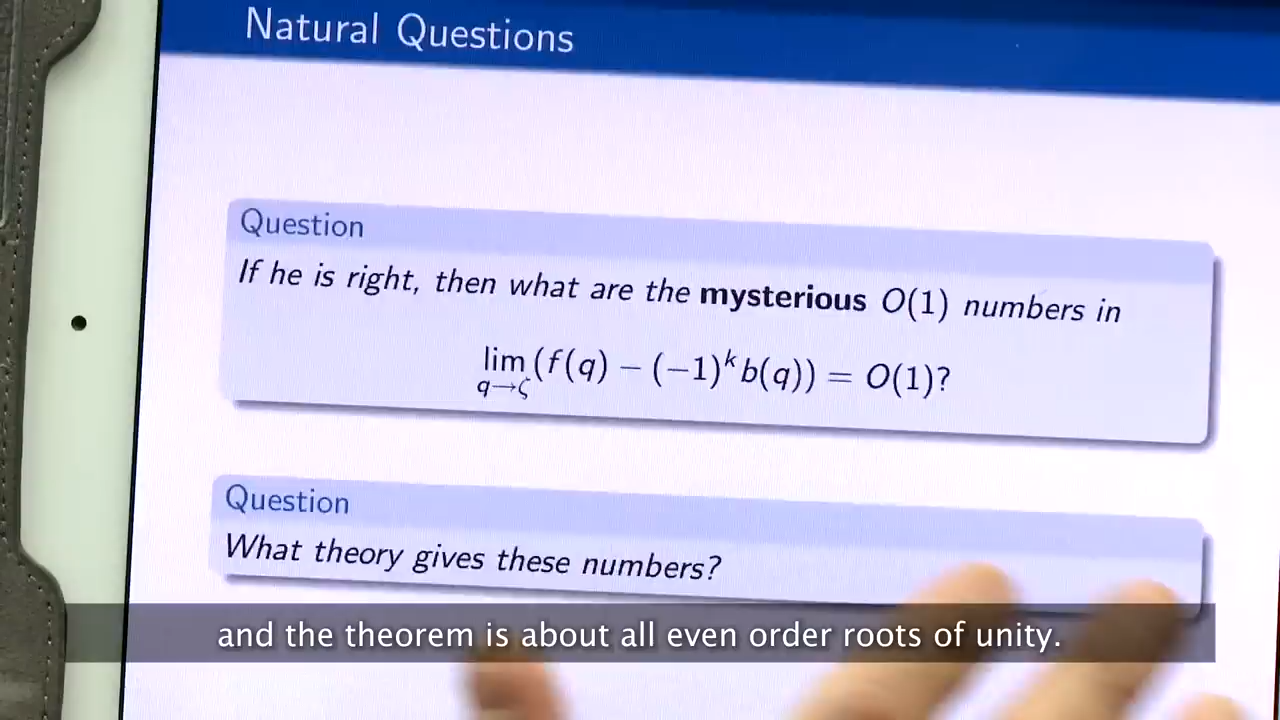 Natural Questions
Question
If he is right, then what are the mysterious O(1) numbers in
lim (f(q) − (−1)^k b(q)) = O(1)?
q→ζ
Question
What theory gives these numbers?
and the theorem is about all even order roots of unity.